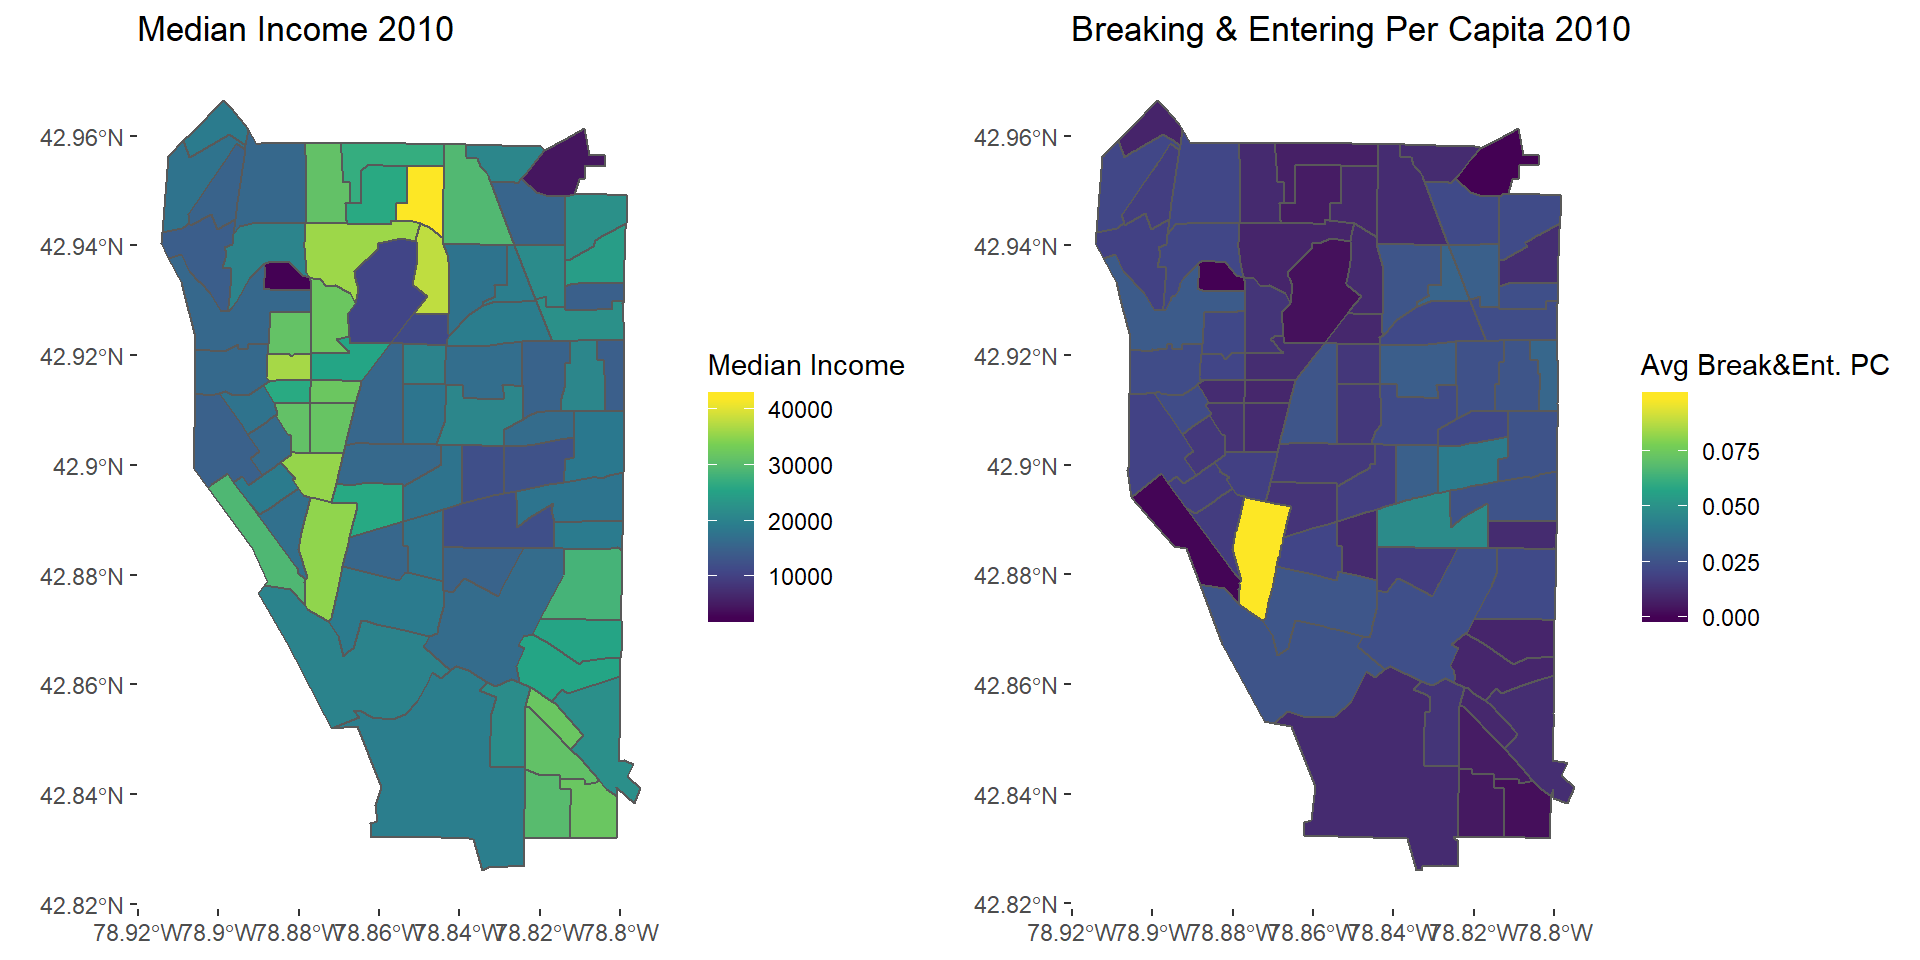 Median Income 2010
42.96°N
42.94°N
42.92°N
42.9°N
42.88°N
42.86°N
42.84°N
42.82°N
78.92°W 78.9°W 78.88°W 78.86°W 78.84°W 78.82°W 78.8°W
Median Income
40000
30000
20000
10000
Breaking & Entering Per Capita 2010
42.96°N
42.94°N
42.92°N
42.9°N
42.88°N
42.86°N
42.84°N
42.82°N
78.92°W 78.9°W 78.88°W 78.86°W 78.84°W 78.82°W 78.8°W
Avg Break&Ent. PC
0.075
0.050
0.025
0.000